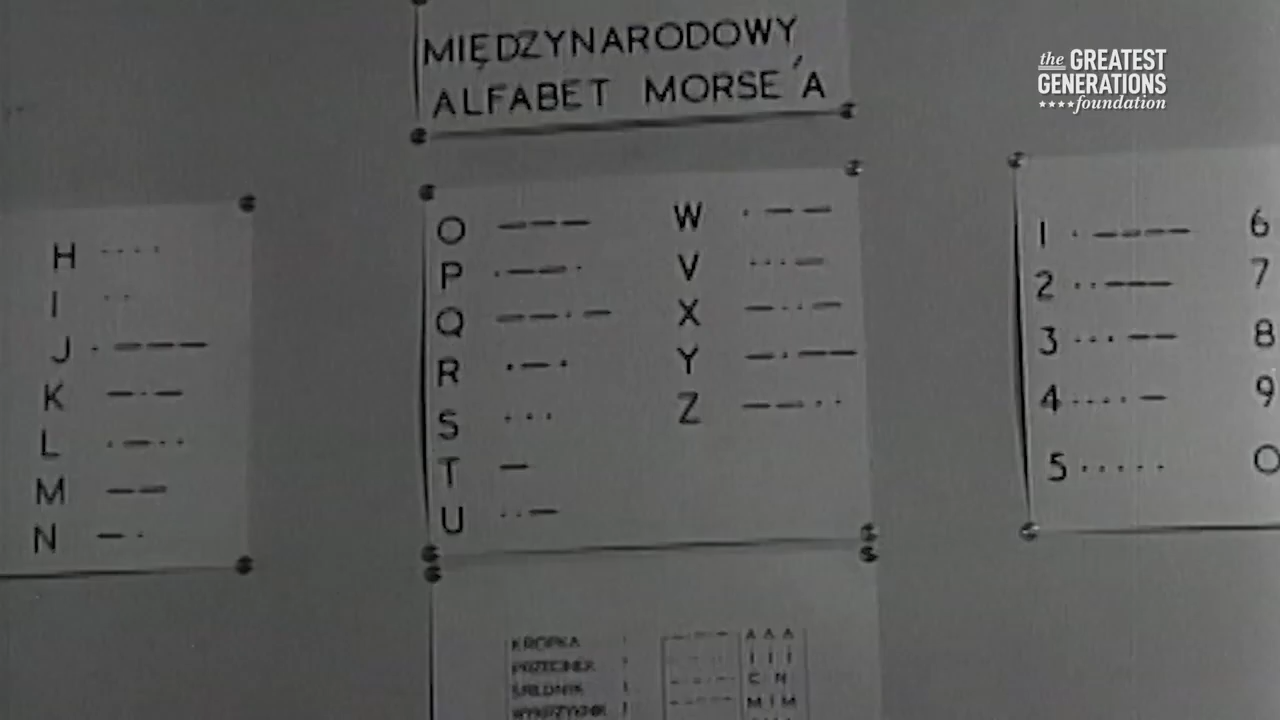 MIĘDZYNARODOWY
ALFABET MORSE'A
the GREATEST
GENERATIONS
★★★★ foundation
H ····
I ··
J ·———
K —·—
L ·—··
M ——
N —·
O ———
P ·——·
Q ——·—
R ·—·
S ···
T —
U ··—
W ·——
V ···—
X —··—
Y —·——
Z ——··
1 ·————
2 ··———
3 ···——
4 ····—
5 ·····
6
7
8
9
0
KROPKA
PRZECINEK
ŚREDNIK
A A A
I I I
C N
M I M